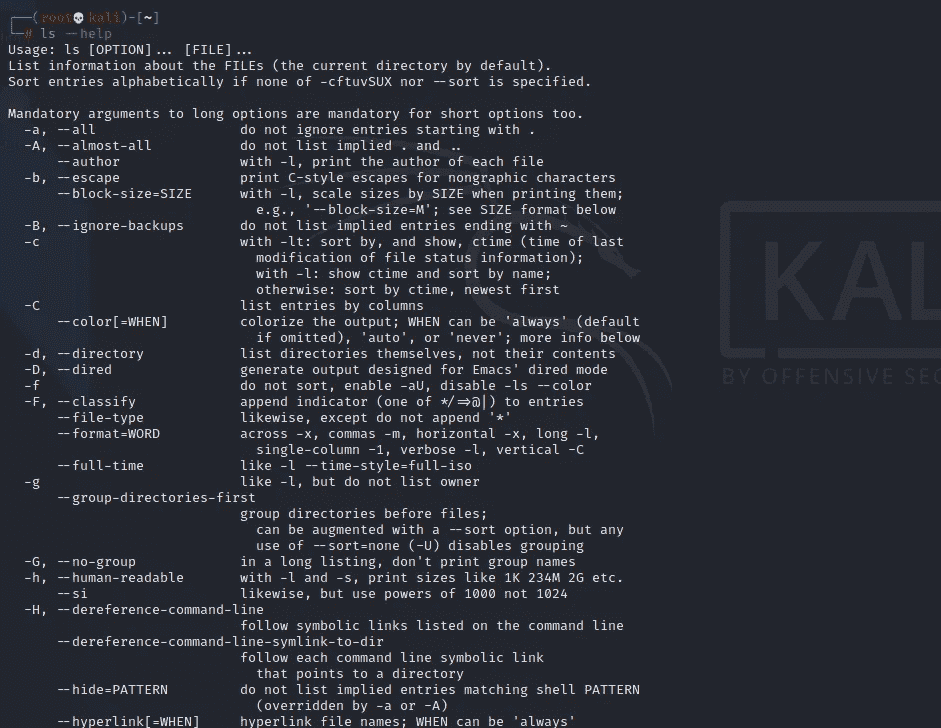 ┌──(root💀kali)-[~]
└─# ls --help
Usage: ls [OPTION]... [FILE]...
List information about the FILEs (the current directory by default).
Sort entries alphabetically if none of -cftuvSUX nor --sort is specified.

Mandatory arguments to long options are mandatory for short options too.
  -a, --all                  do not ignore entries starting with .
  -A, --almost-all           do not list implied . and ..
      --author               with -l, print the author of each file
  -b, --escape               print C-style escapes for nongraphic characters
      --block-size=SIZE      with -l, scale sizes by SIZE when printing them;
                               e.g., '--block-size=M'; see SIZE format below
  -B, --ignore-backups       do not list implied entries ending with ~
  -c                         with -lt: sort by, and show, ctime (time of last
                               modification of file status information);
                               with -l: show ctime and sort by name;
                               otherwise: sort by ctime, newest first
  -C                         list entries by columns
      --color[=WHEN]         colorize the output; WHEN can be 'always' (default
                               if omitted), 'auto', or 'never'; more info below
  -d, --directory            list directories themselves, not their contents
  -D, --dired                generate output designed for Emacs' dired mode
  -f                         do not sort, enable -aU, disable -ls --color
  -F, --classify             append indicator (one of */=>@|) to entries
      --file-type            likewise, except do not append '*'
      --format=WORD          across -x, commas -m, horizontal -x, long -l,
                               single-column -1, verbose -l, vertical -C
      --full-time            like -l --time-style=full-iso
  -g                         like -l, but do not list owner
      --group-directories-first
                             group directories before files;
                               can be augmented with a --sort option, but any
                               use of --sort=none (-U) disables grouping
  -G, --no-group             in a long listing, don't print group names
  -h, --human-readable       with -l and -s, print sizes like 1K 234M 2G etc.
      --si                   likewise, but use powers of 1000 not 1024
  -H, --dereference-command-line
                             follow symbolic links listed on the command line
      --dereference-command-line-symlink-to-dir
                             follow each command line symbolic link
                               that points to a directory
      --hide=PATTERN         do not list implied entries matching shell PATTERN
                               (overridden by -a or -A)
      --hyperlink[=WHEN]     hyperlink file names; WHEN can be 'always'
KAL
BY OFFENSIVE SEC